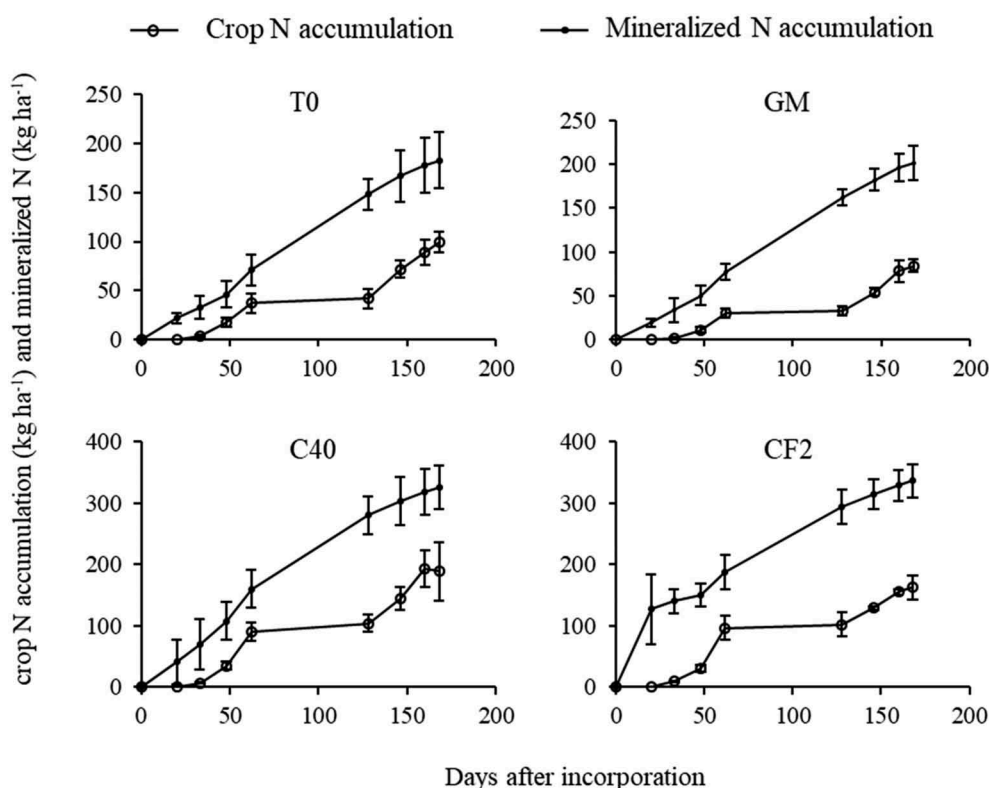 Crop N accumulation
Mineralized N accumulation
crop N accumulation (kg ha⁻¹) and mineralized N (kg ha⁻¹)
T0
250
200
150
100
50
0
0 50 100 150 200
GM
250
200
150
100
50
0
0 50 100 150 200
C40
400
300
200
100
0
0 50 100 150 200
CF2
400
300
200
100
0
0 50 100 150 200
Days after incorporation